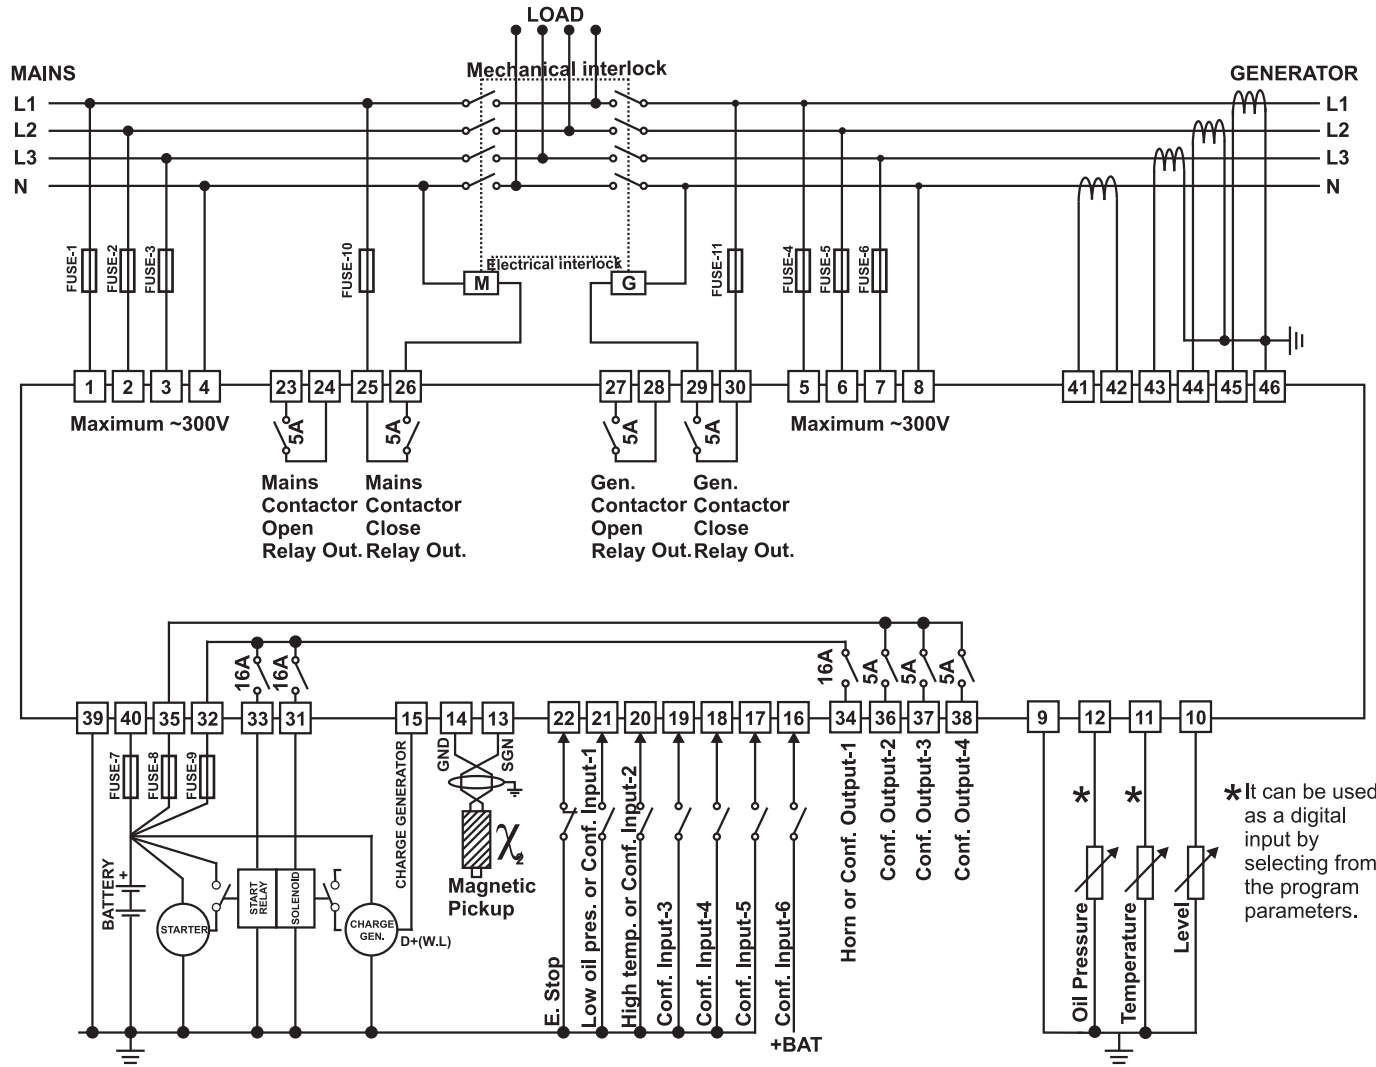 LOAD
MAINS
Mechanical interlock
GENERATOR
L1
L1
L2
L2
L3
L3
N
N
FUSE-1
FUSE-2
FUSE-3
FUSE-10
Electrical interlock
M
G
FUSE-11
FUSE-4
FUSE-5
FUSE-6
1
2
3
4
23
24
25
26
27
28
29
30
5
6
7
8
41
42
43
44
45
46
Maximum ~300V
5A
5A
5A
5A
Maximum ~300V
Mains
Contactor
Open
Relay Out.
Mains
Contactor
Close
Relay Out.
Gen.
Contactor
Open
Relay Out.
Gen.
Contactor
Close
Relay Out.
16A
16A
16A
5A
5A
5A
39
40
35
32
33
31
15
14
13
22
21
20
19
18
17
16
34
36
37
38
9
12
11
10
FUSE-7
FUSE-8
FUSE-9
CHARGE GENERATOR
GND
SGN
Magnetic
Pickup
BATTERY
+
STARTER
START
RELAY
SOLENOID
CHARGE
GEN.
D+(W.L)
E. Stop
Low oil pres. or Conf. Input-1
High temp. or Conf. Input-2
Conf. Input-3
Conf. Input-4
Conf. Input-5
Conf. Input-6
+BAT
Horn or Conf. Output-1
Conf. Output-2
Conf. Output-3
Conf. Output-4
*
*
Oil Pressure
Temperature
Level
*It can be used
as a digital
input by
selecting from
the program
parameters.